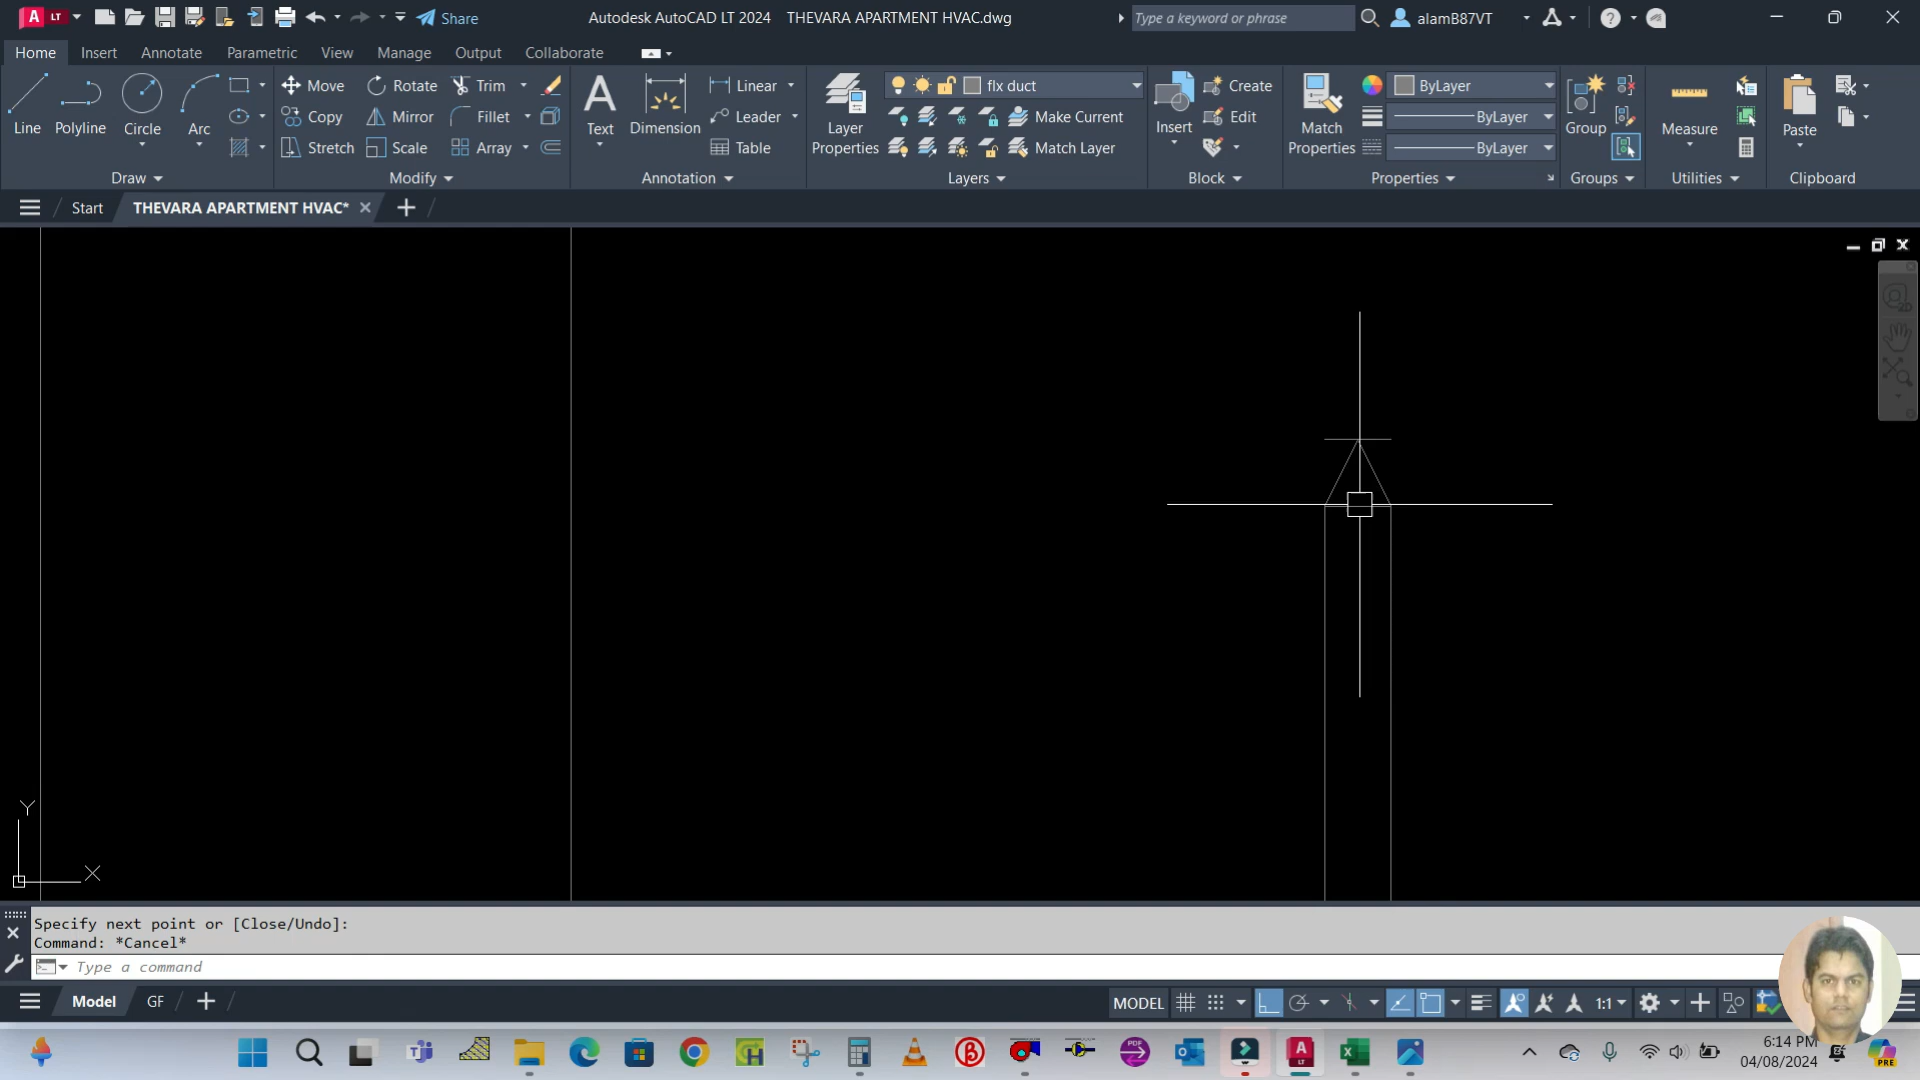 A LT Share Autodesk AutoCAD LT 2024 THEVARA APARTMENT HVAC.dwg Type a keyword or phrase alamB87VT
Home Insert Annotate Parametric View Manage Output Collaborate
Move Rotate Trim Linear flx duct Create ByLayer
Line Polyline Circle Arc Copy Mirror Fillet Text Dimension Leader Layer Properties Make Current Insert Edit Match Properties ByLayer Group Measure Paste
Stretch Scale Array Table Match Layer ByLayer
Draw Modify Annotation Layers Block Properties Groups Utilities Clipboard
Start THEVARA APARTMENT HVAC*
2D
Y
X
Specify next point or [Close/Undo]:
Command: *Cancel*
Type a command
Model GF MODEL 1:1
6:14 PM
04/08/2024
PDF
PRE